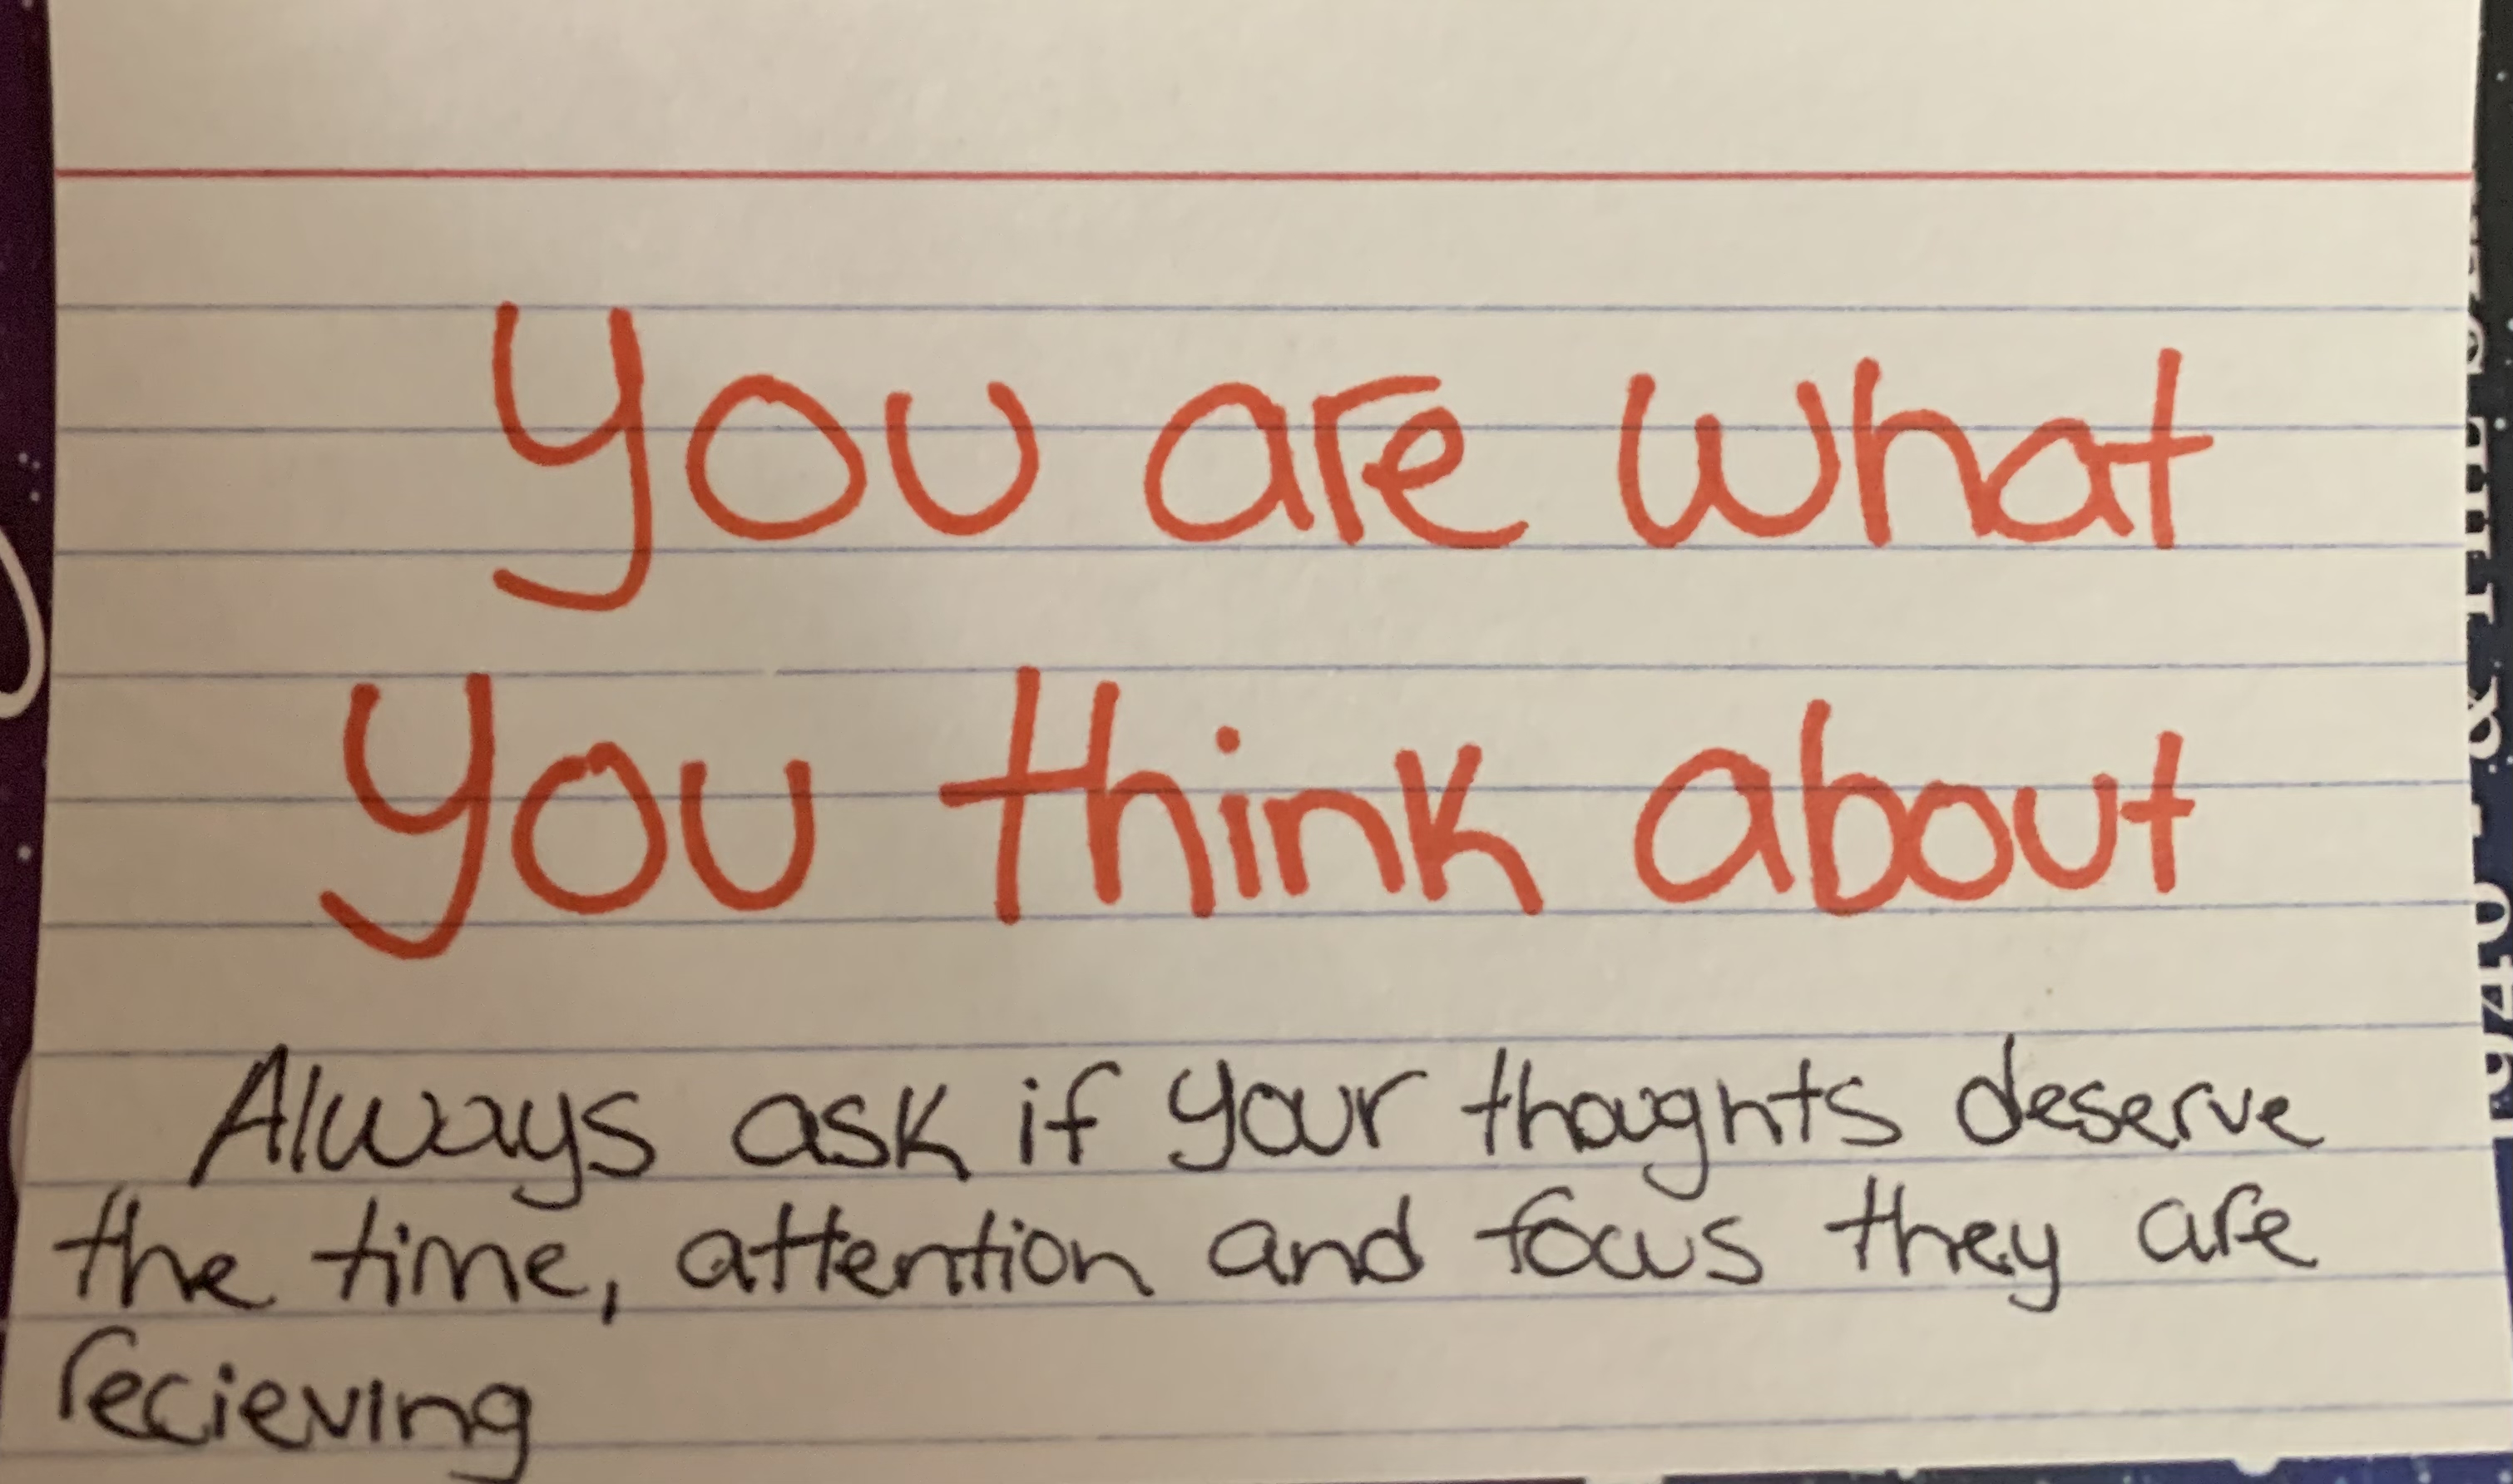 you are what
you think about
Always ask if your thoughts deserve
the time, attention and focus they are
recieving